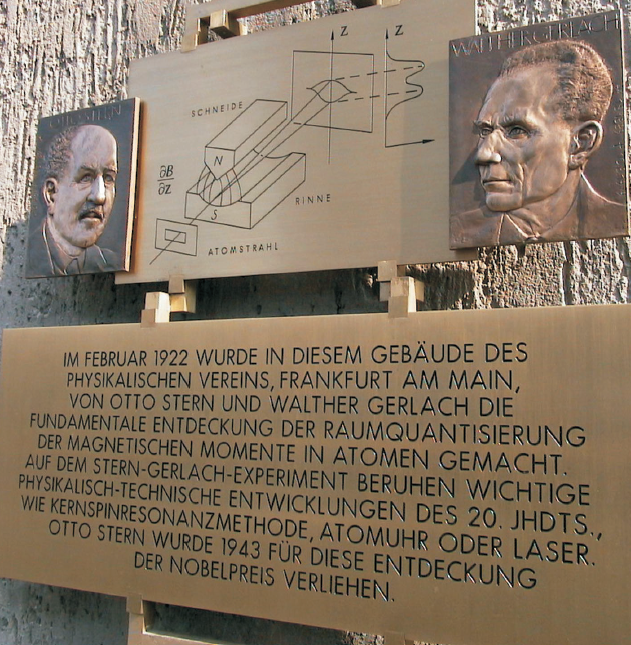 OTTO STERN
WALTHER GERLACH
Z
Z
SCHNEIDE
N
∂B
∂z
S
RINNE
ATOMSTRAHL
IM FEBRUAR 1922 WURDE IN DIESEM GEBÄUDE DES
PHYSIKALISCHEN VEREINS, FRANKFURT AM MAIN,
VON OTTO STERN UND WALTHER GERLACH DIE
FUNDAMENTALE ENTDECKUNG DER RAUMQUANTISIERUNG
DER MAGNETISCHEN MOMENTE IN ATOMEN GEMACHT.
AUF DEM STERN-GERLACH-EXPERIMENT BERUHEN WICHTIGE
PHYSIKALISCH-TECHNISCHE ENTWICKLUNGEN DES 20. JHDTS.,
WIE KERNSPINRESONANZMETHODE, ATOMUHR ODER LASER.
OTTO STERN WURDE 1943 FÜR DIESE ENTDECKUNG
DER NOBELPREIS VERLIEHEN.